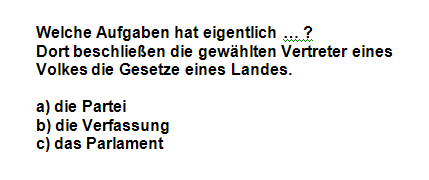 Welche Aufgaben hat eigentlich ... ?
Dort beschließen die gewählten Vertreter eines
Volkes die Gesetze eines Landes.
a) die Partei
b) die Verfassung
c) das Parlament